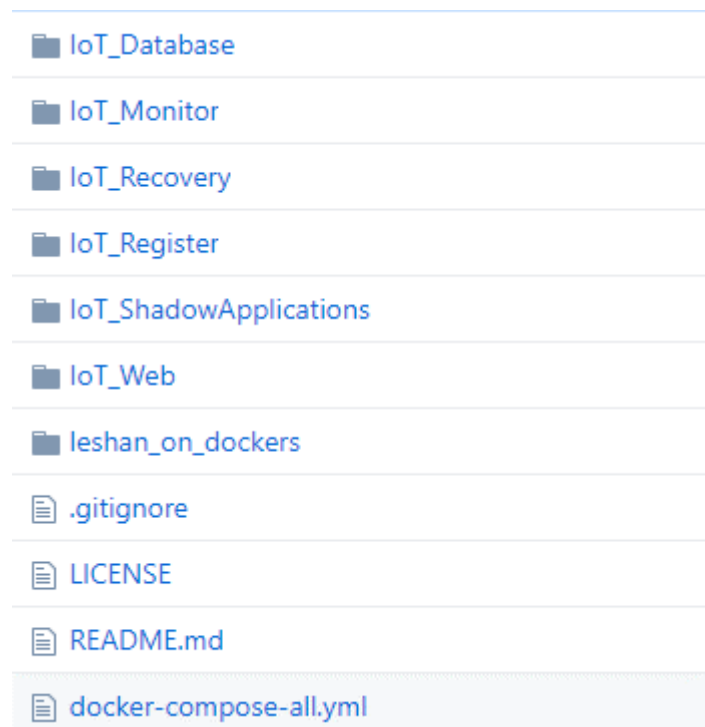 IoT_Database
IoT_Monitor
IoT_Recovery
IoT_Register
IoT_ShadowApplications
IoT_Web
leshan_on_dockers
.gitignore
LICENSE
README.md
docker-compose-all.yml